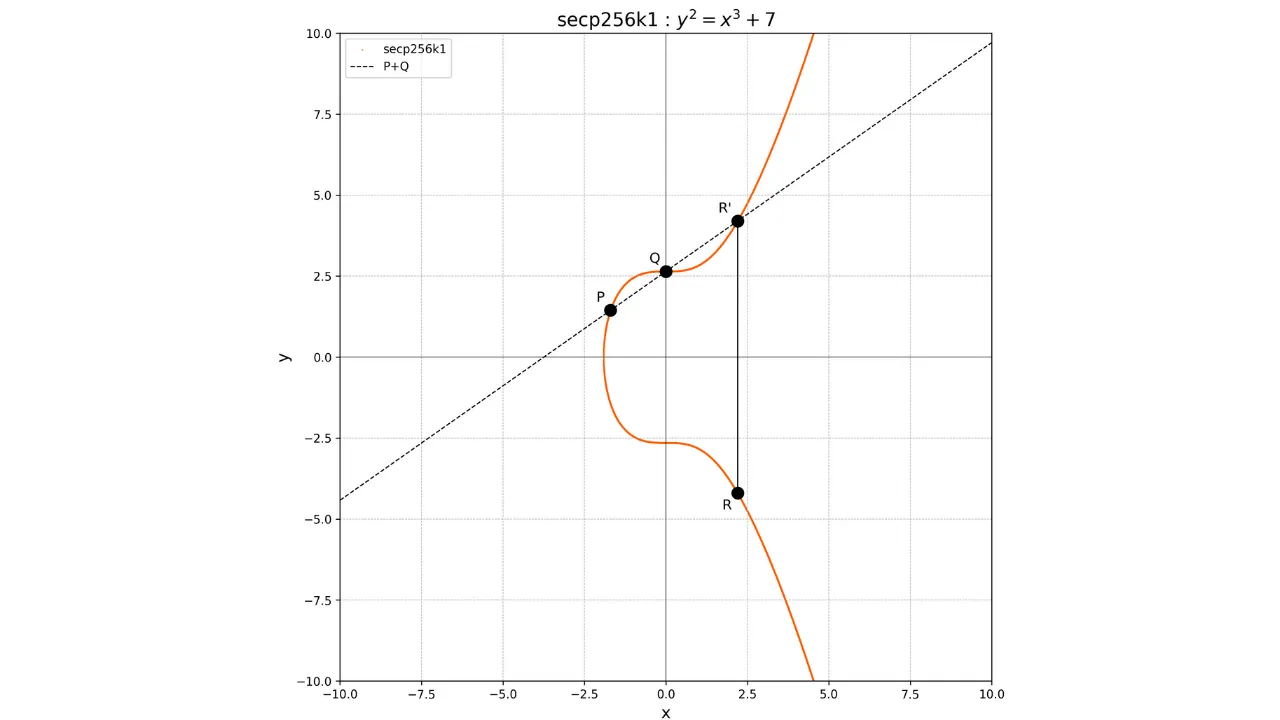 secp256k1 : y² = x³ + 7
secp256k1
P+Q
10.0
7.5
5.0
2.5
0.0
−2.5
−5.0
−7.5
−10.0
y
R'
Q
P
R
−10.0 −7.5 −5.0 −2.5 0.0 2.5 5.0 7.5 10.0
x